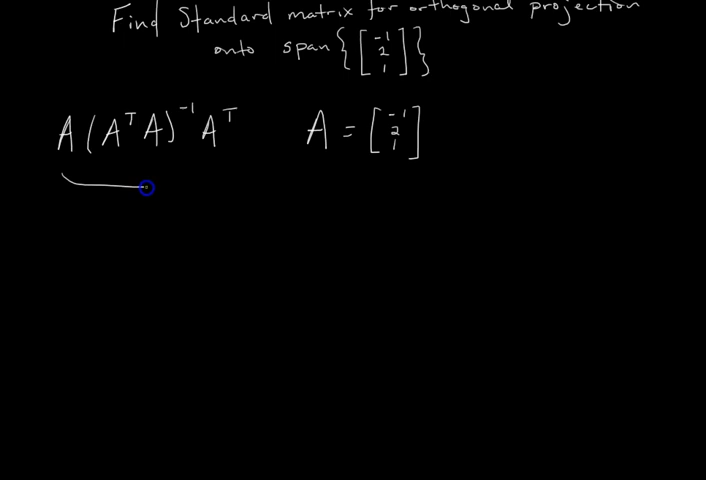 Find Standard matrix for orthogonal projection
onto span { [ -1 2 1 ] }
A (A^T A)^-1 A^T A = [ -1 2 1 ]